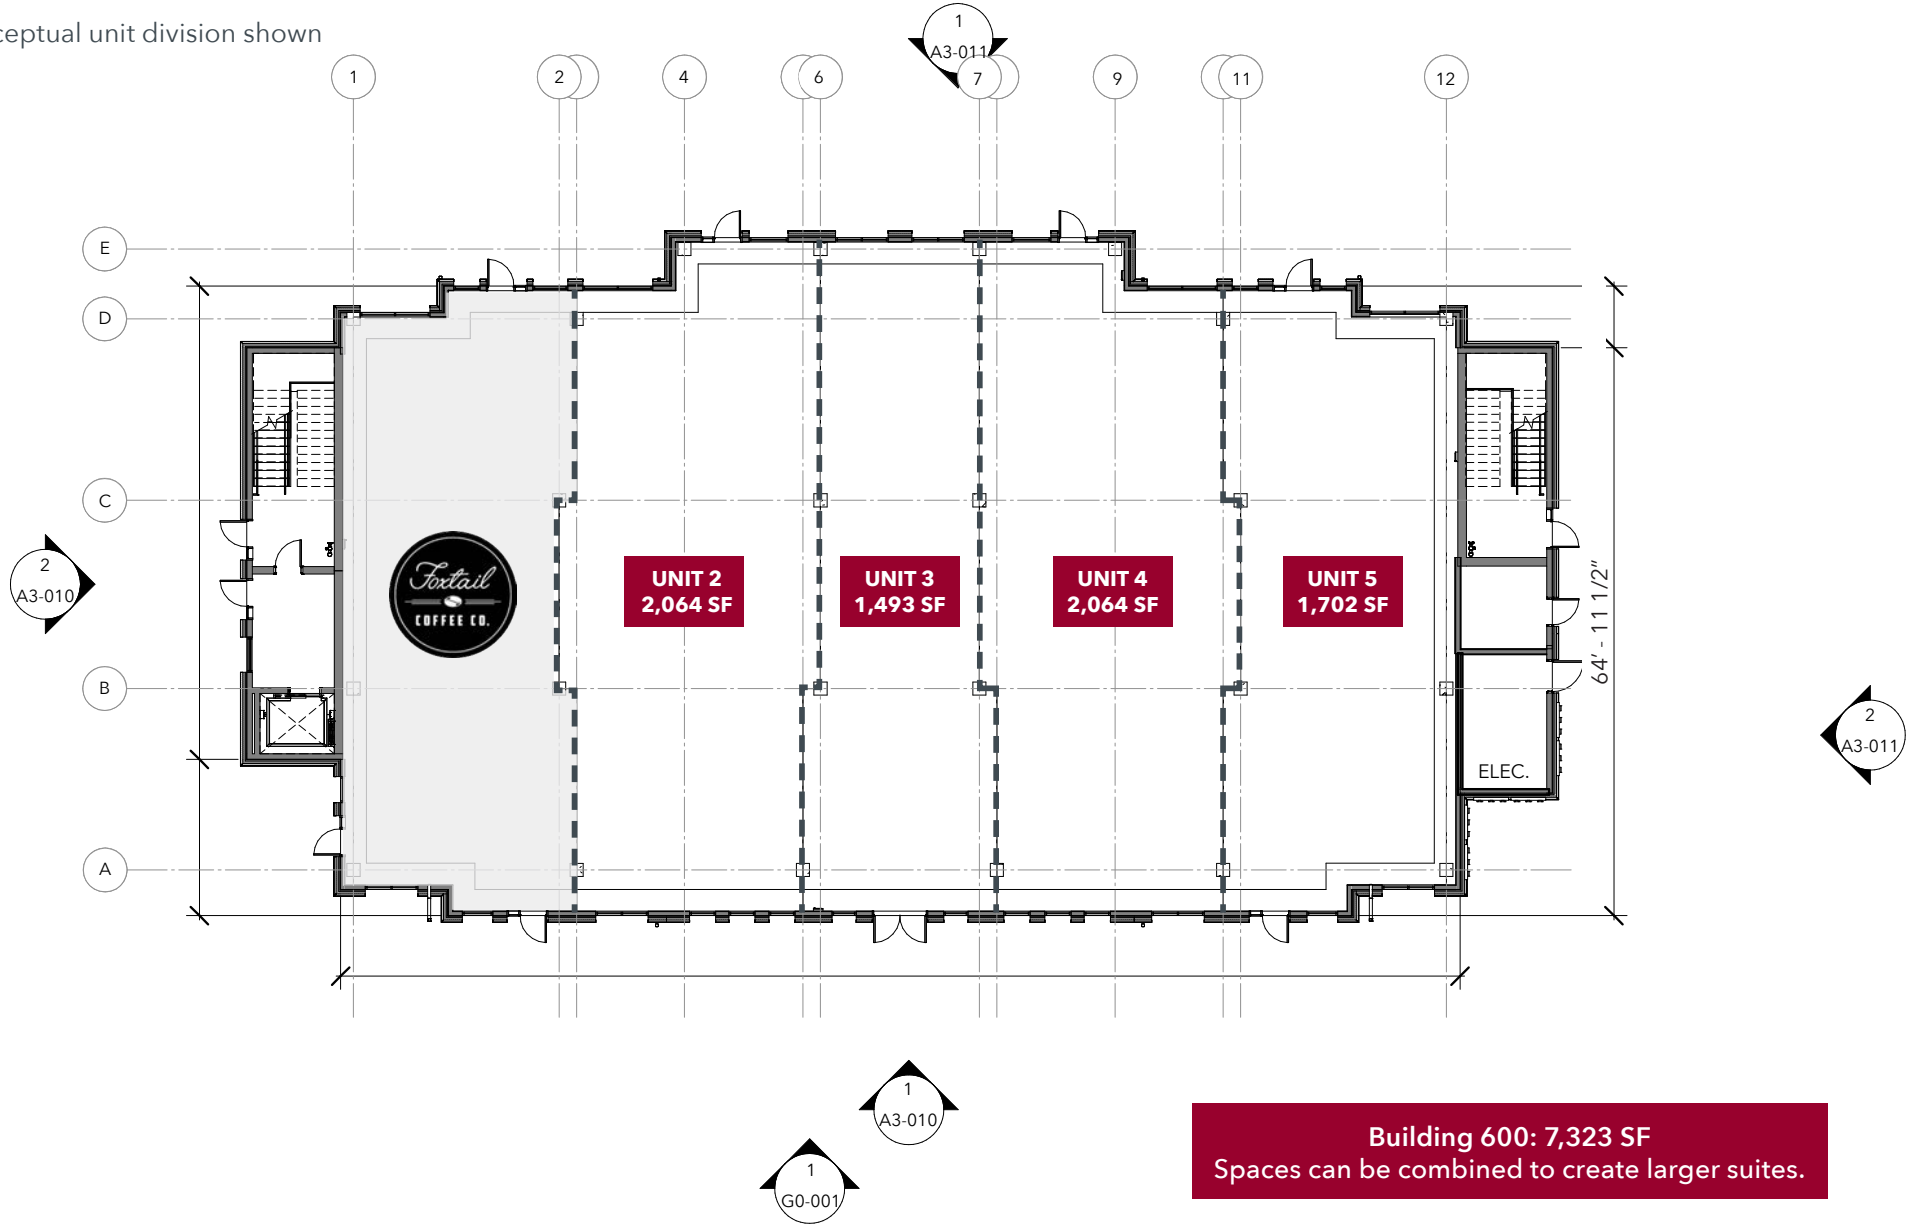 ceptual unit division shown
1
A3-011
1
2
4
6
7
9
11
12
E
D
C
B
A
2
A3-010
Foxtail
COFFEE CO.
UNIT 2
2,064 SF
UNIT 3
1,493 SF
UNIT 4
2,064 SF
UNIT 5
1,702 SF
64' - 11 1/2"
ELEC.
2
A3-011
1
A3-010
1
G0-001
Building 600: 7,323 SF
Spaces can be combined to create larger suites.